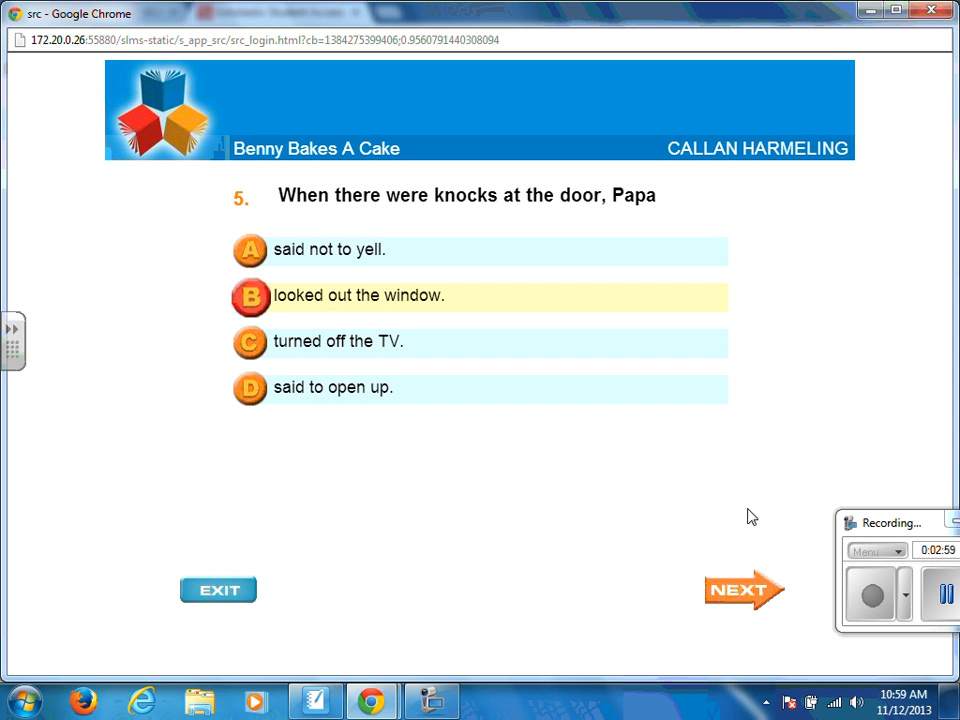 src - Google Chrome
172.20.0.26:55880/slms-static/s_app_src/src_login.html?cb=1384275399406;0.9560791440308094
Benny Bakes A Cake
CALLAN HARMELING
5. When there were knocks at the door, Papa
A said not to yell.
B looked out the window.
C turned off the TV.
D said to open up.
Recording...
Menu
0:02:59
EXIT
NEXT
10:59 AM
11/12/2013